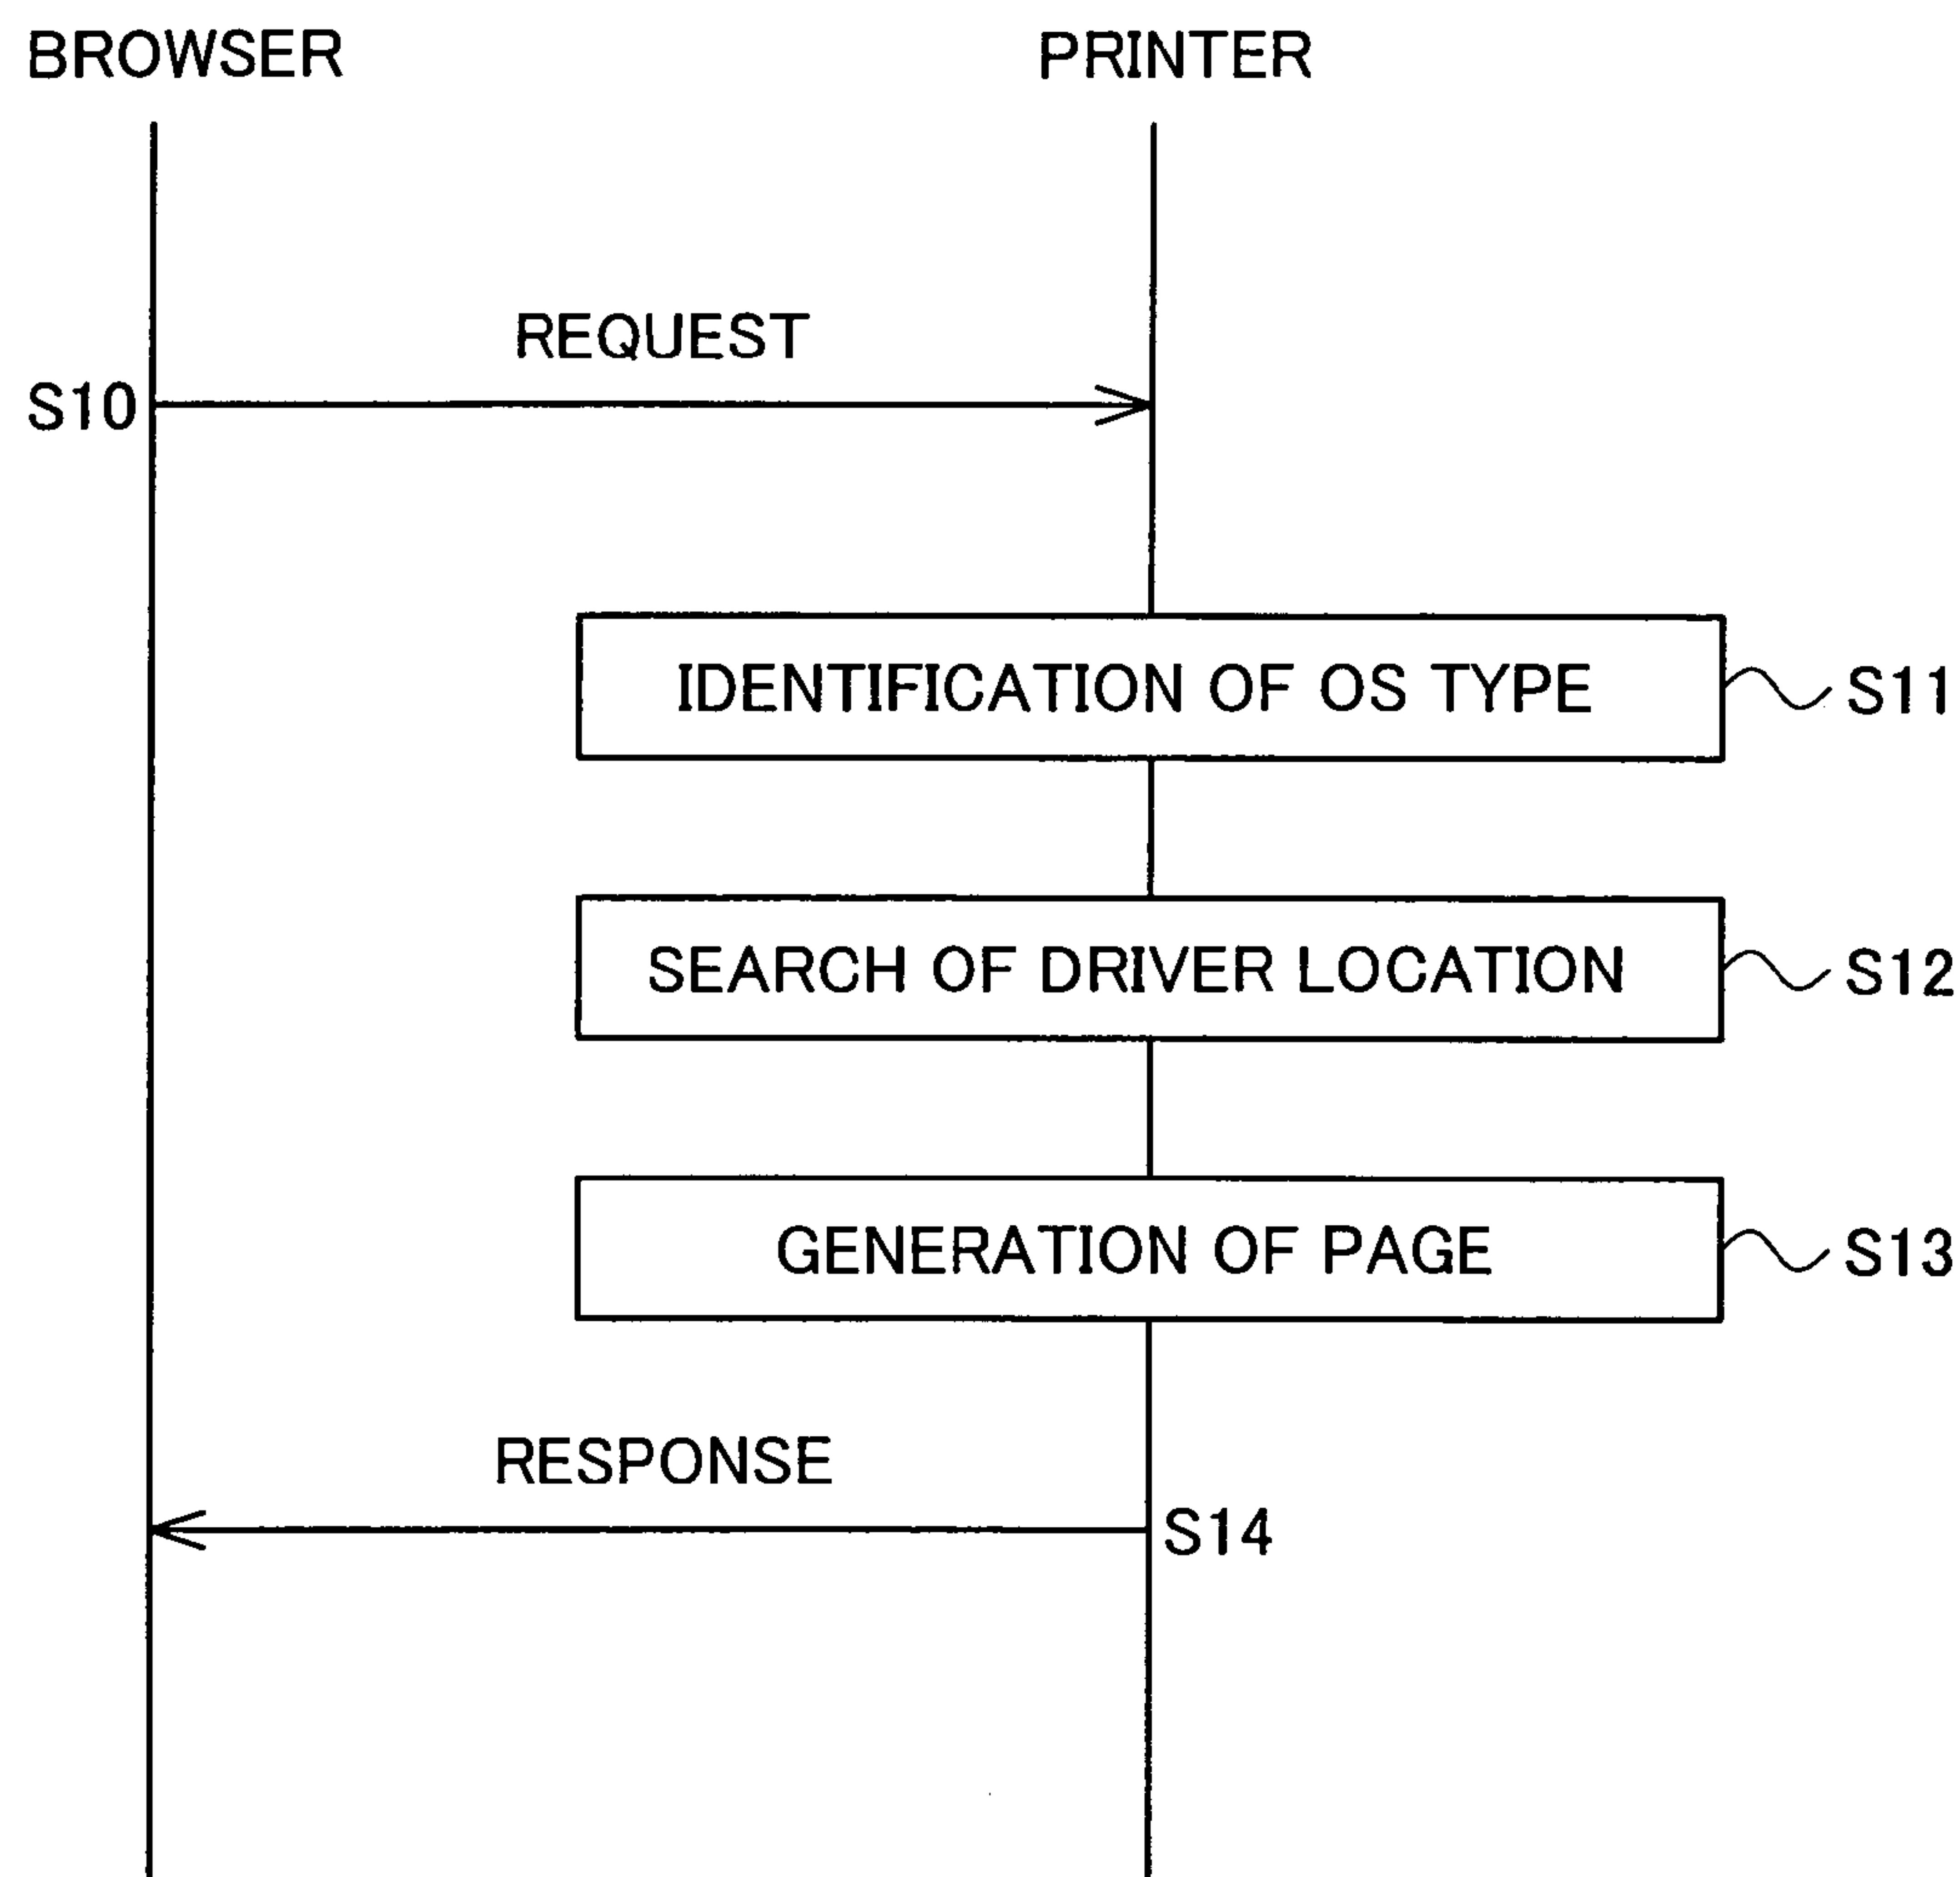 BROWSER
PRINTER
REQUEST
S10
IDENTIFICATION OF OS TYPE
S11
SEARCH OF DRIVER LOCATION
S12
GENERATION OF PAGE
S13
RESPONSE
S14